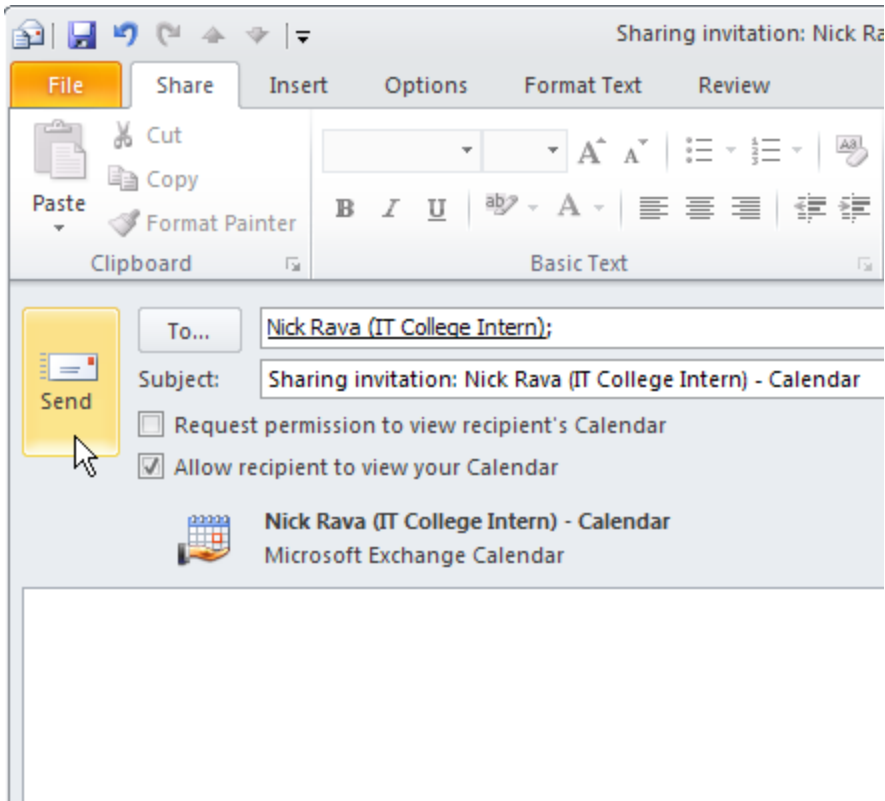 Sharing invitation: Nick Ra
File Share Insert Options Format Text Review
Cut
Copy
Paste
Format Painter
Clipboard
A A
B I U ab A
Basic Text
To... Nick Rava (IT College Intern);
Subject: Sharing invitation: Nick Rava (IT College Intern) - Calendar
Send
Request permission to view recipient's Calendar
Allow recipient to view your Calendar
Nick Rava (IT College Intern) - Calendar
Microsoft Exchange Calendar